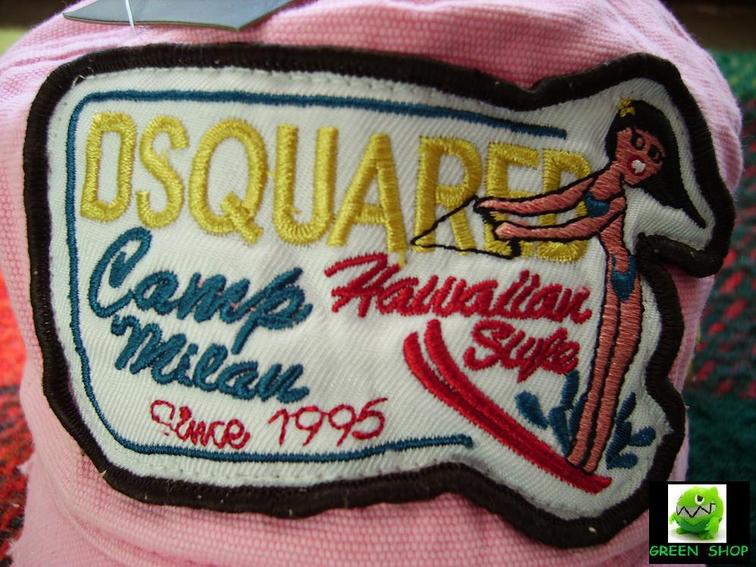 DSQUARED
Camp
Milan
Hawaiian
Style
Since 1995
GREEN SHOP